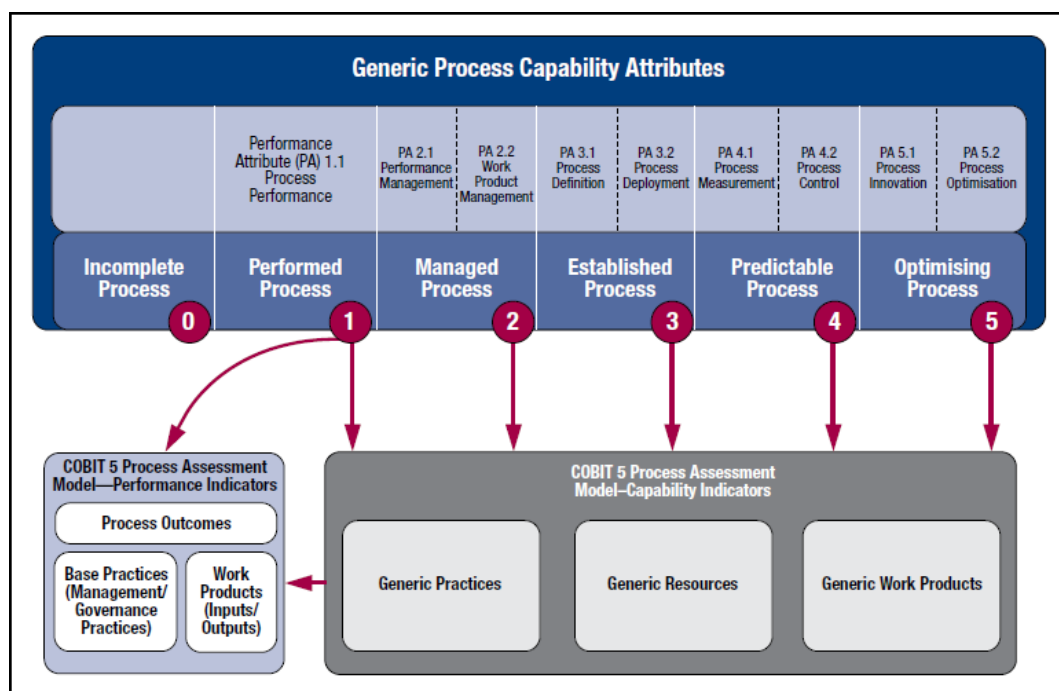 Generic Process Capability Attributes
Performance
Attribute (PA) 1.1
Process
Performance
PA 2.1
Performance
Management
PA 2.2
Work
Product
Management
PA 3.1
Process
Definition
PA 3.2
Process
Deployment
PA 4.1
Process
Measurement
PA 4.2
Process
Control
PA 5.1
Process
Innovation
PA 5.2
Process
Optimisation
Incomplete
Process
0
Performed
Process
1
Managed
Process
2
Established
Process
3
Predictable
Process
4
Optimising
Process
5
COBIT 5 Process Assessment
Model—Performance Indicators
Process Outcomes
Base Practices
(Management/
Governance
Practices)
Work
Products
(Inputs/
Outputs)
COBIT 5 Process Assessment
Model–Capability Indicators
Generic Practices
Generic Resources
Generic Work Products